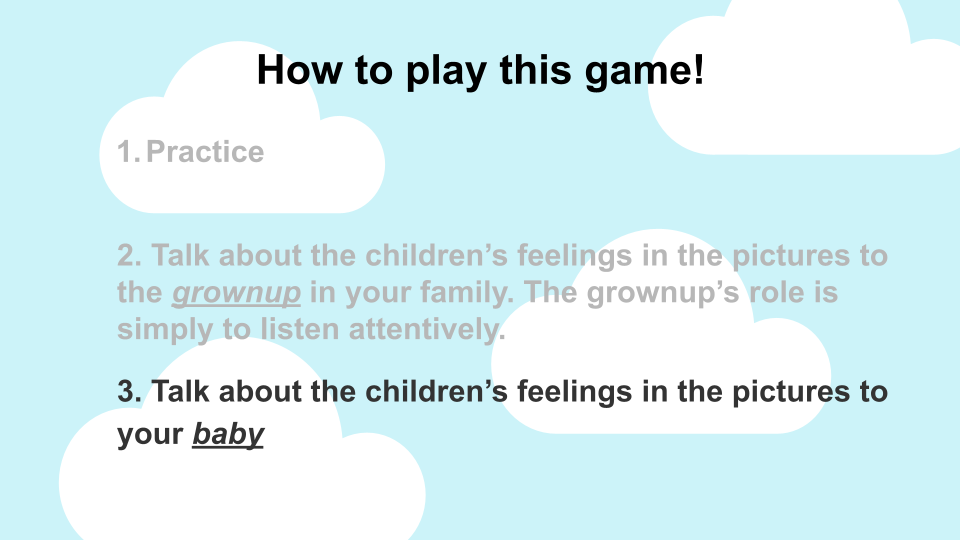 How to play this game!
1. Practice
2. Talk about the children’s feelings in the pictures to
the grownup in your family. The grownup’s role is
simply to listen attentively.
3. Talk about the children’s feelings in the pictures to
your baby